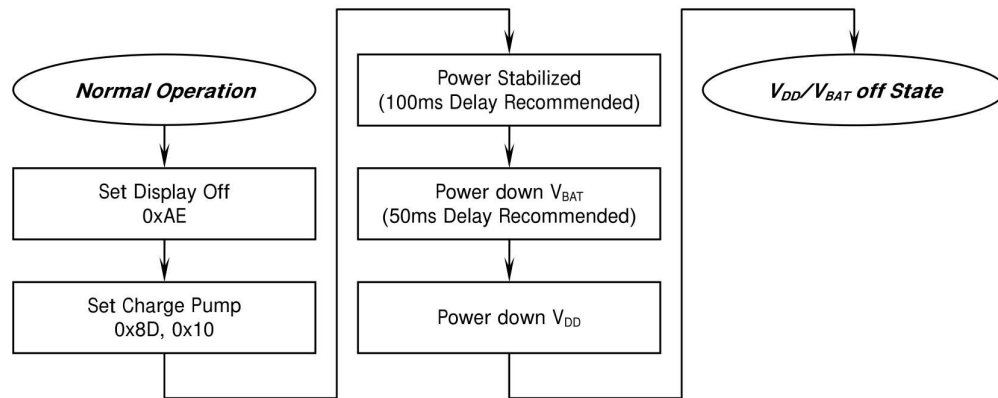 Normal Operation
Set Display Off
0xAE
Set Charge Pump
0x8D, 0x10
Power Stabilized
(100ms Delay Recommended)
Power down VBAT
(50ms Delay Recommended)
Power down VDD
VDD/VBAT off State